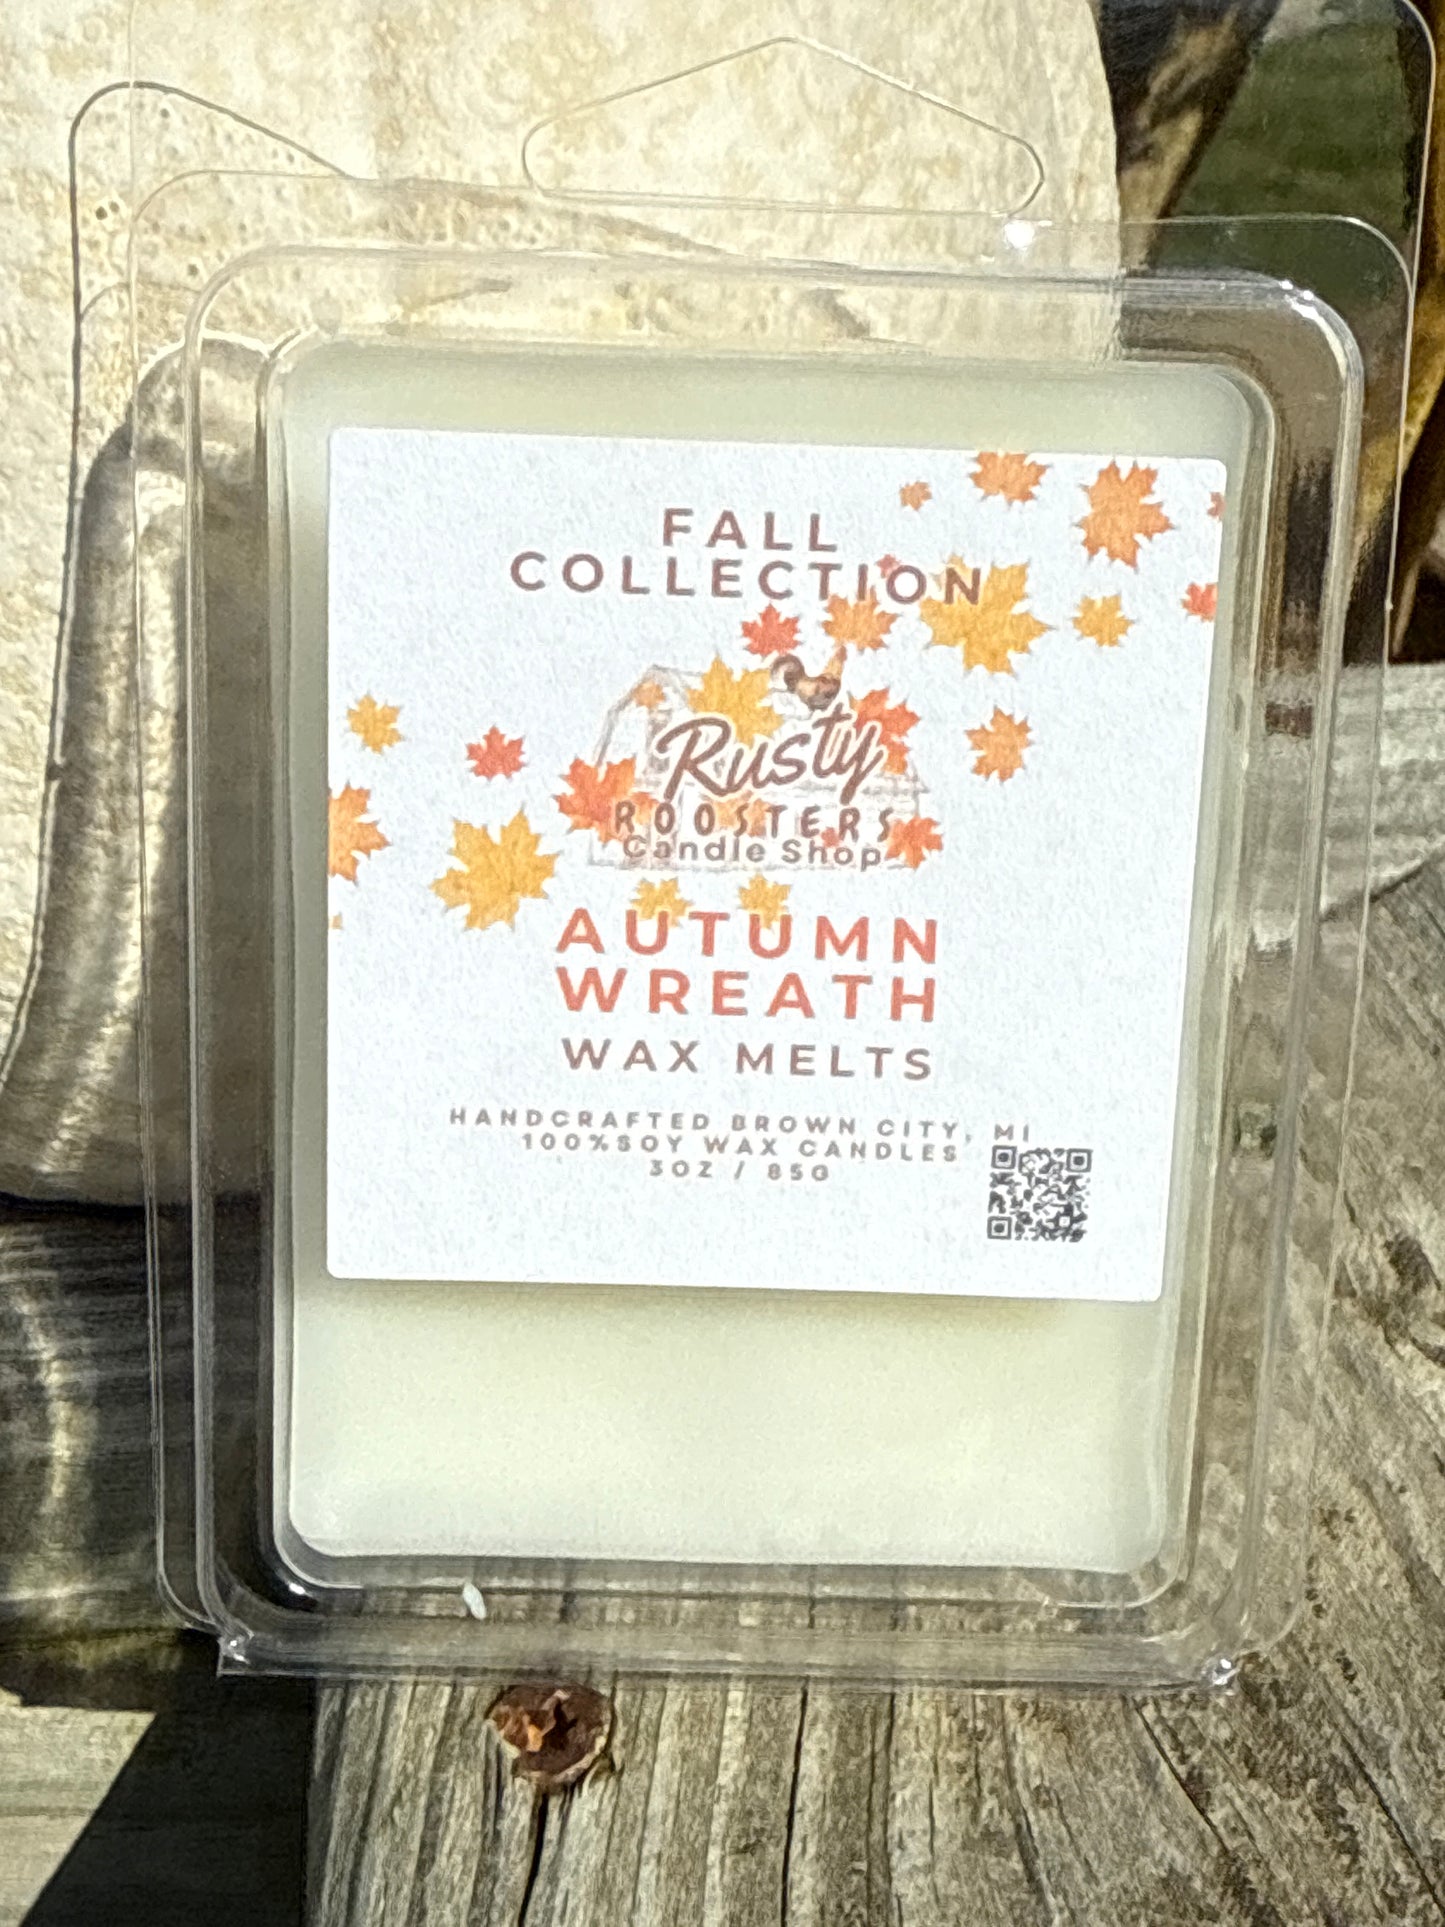 FALL
COLLECTION
Rusty
ROOSTERS
Candle Shop
AUTUMN
WREATH
WAX MELTS
HANDCRAFTED BROWN CITY, MI
100%SOY WAX CANDLES
3OZ / 85G